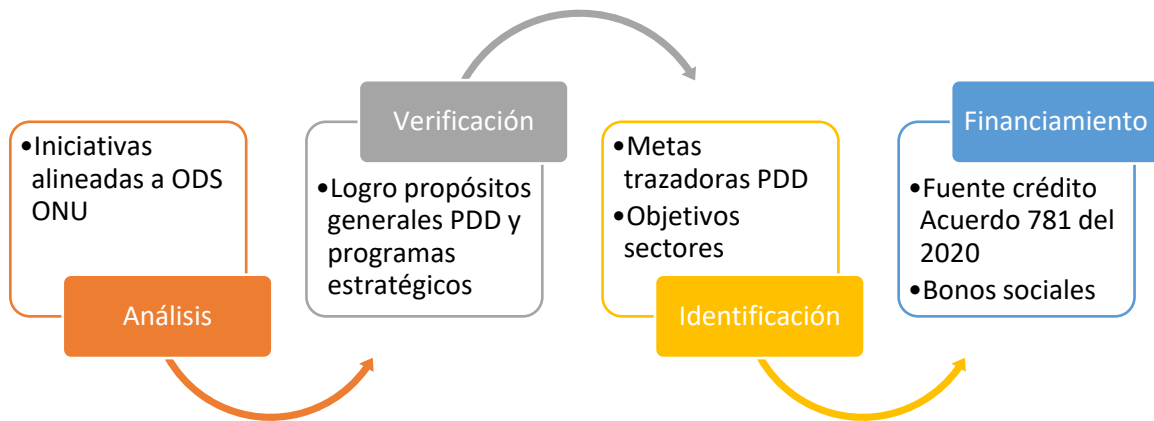 •Iniciativas
alineadas a ODS
ONU
Análisis
Verificación
•Logro propósitos
generales PDD y
programas
estratégicos
•Metas
trazadoras PDD
•Objetivos
sectores
Identificación
Financiamiento
•Fuente crédito
Acuerdo 781 del
2020
•Bonos sociales